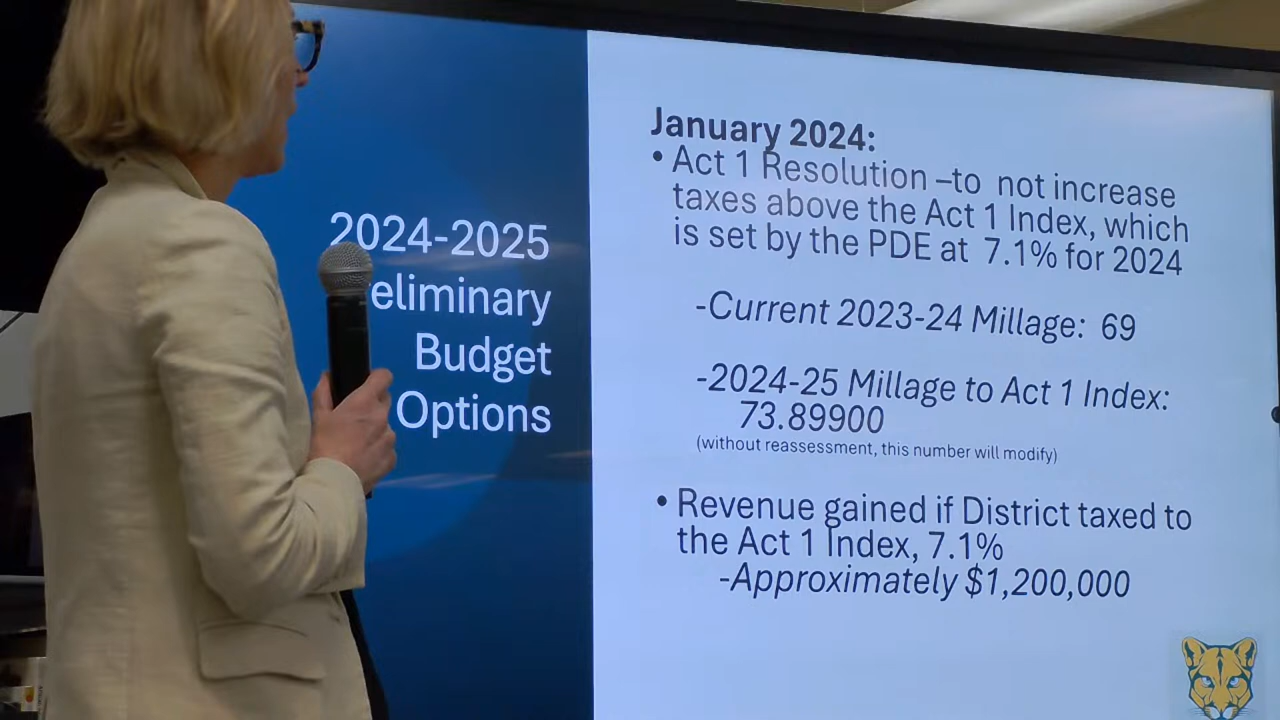 2024-2025
eliminary
Budget
Options
January 2024:
• Act 1 Resolution –to not increase
taxes above the Act 1 Index, which
is set by the PDE at 7.1% for 2024
-Current 2023-24 Millage: 69
-2024-25 Millage to Act 1 Index:
73.89900
(without reassessment, this number will modify)
• Revenue gained if District taxed to
the Act 1 Index, 7.1%
-Approximately $1,200,000